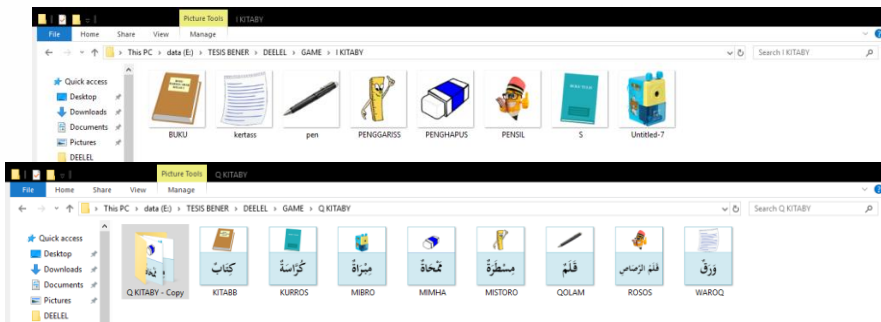 Picture Tools I KITABY
File Home Share View Manage
This PC > data (E:) > TESIS BENER > DEELEL > GAME > I KITABY
Search I KITABY
Quick access
Desktop
Downloads
Documents
Pictures
DEELEL
BUKU kertass pen PENGGARISS PENGHAPUS PENSIL S Untitled-7
Picture Tools Q KITABY
File Home Share View Manage
This PC > data (E:) > TESIS BENER > DEELEL > GAME > Q KITABY
Search Q KITABY
Quick access
Desktop
Downloads
Documents
Pictures
DEELEL
كِتَابٌ كُرَّاسَةٌ مِبْرَاةٌ مِمْحَاةٌ مِسْطَرَةٌ قَلَمٌ قَلَمُ الرَّصَاصِ وَرَقٌ
Q KITABY - Copy KITABB KURROS MIBRO MIMHA MISTORO QOLAM ROSOS WAROQ